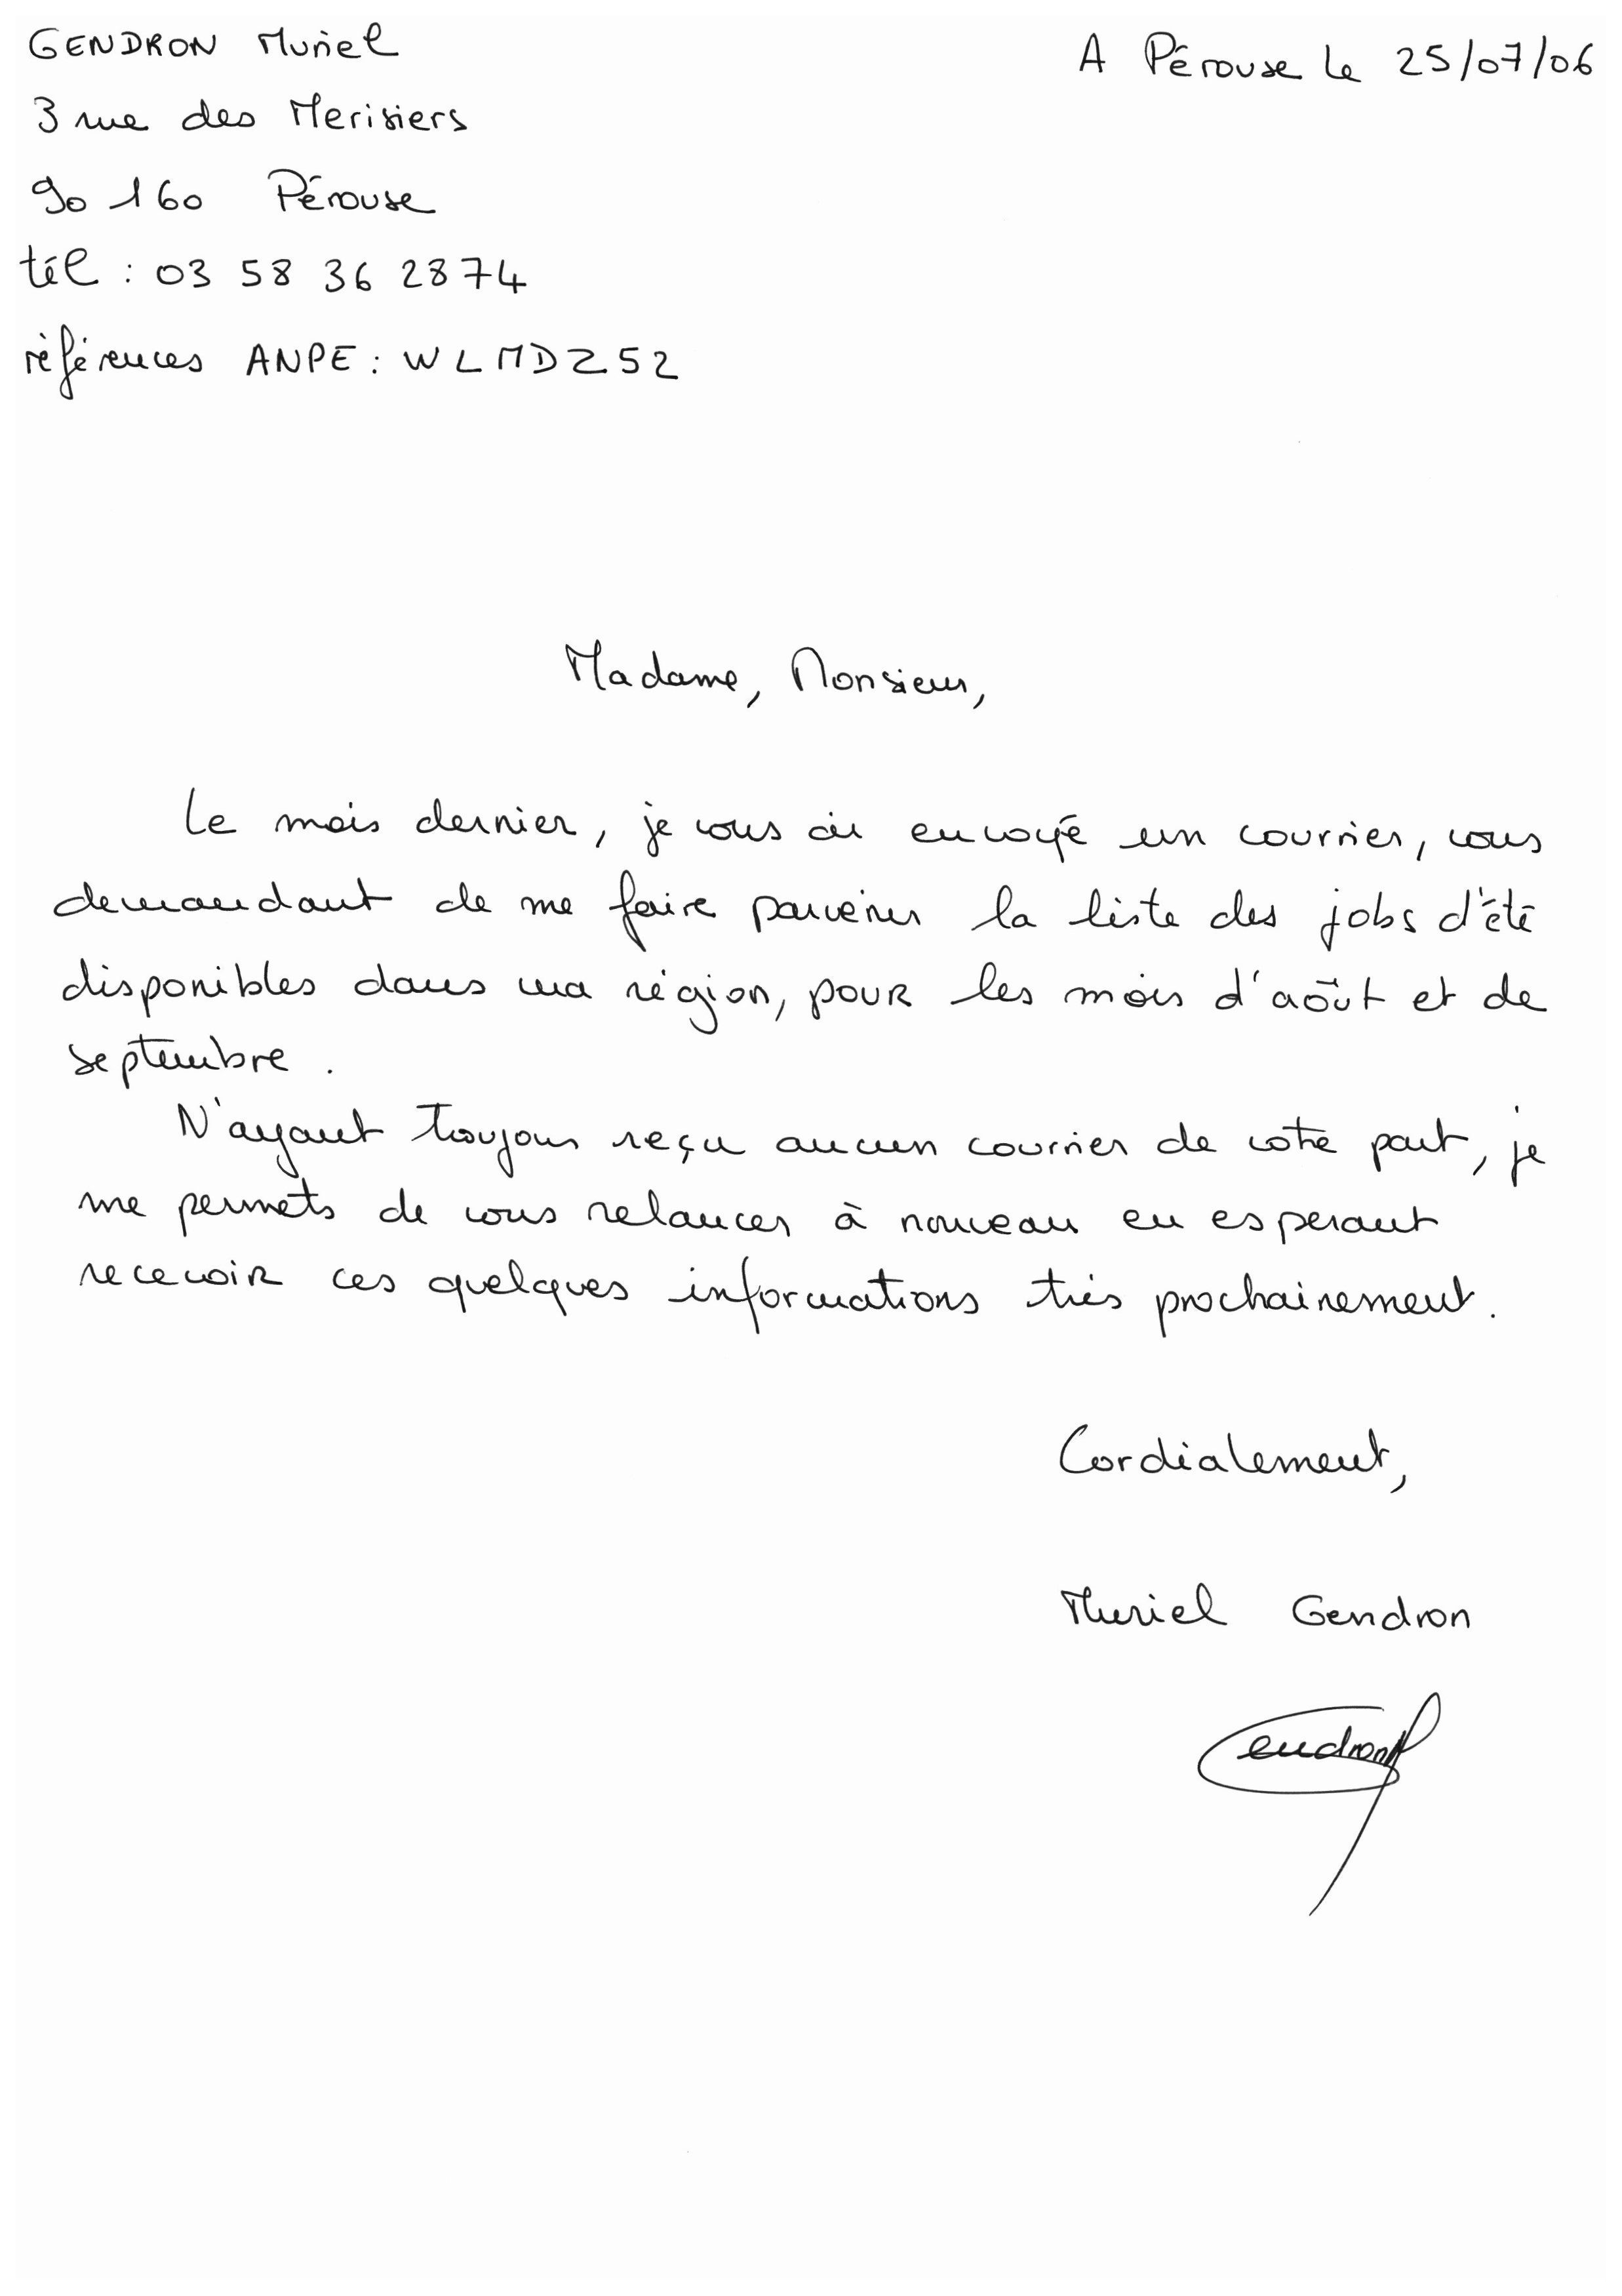 GENDRON Muriel
A Pérouse le 25/07/06
3 rue des Merisiers
90 160 Pérouse
tél : 03 58 36 28 74
références ANPE : WLMDZ52
Madame, Monsieur,
Le mois dernier, je vous ai envoyé un courrier, vous
demandant de me faire parvenir la liste des jobs d'été
disponibles dans ma région, pour les mois d'août et de
septembre.
N'ayant toujours reçu aucun courrier de votre part, je
me permets de vous relancer à nouveau en esperant
recevoir ces quelques informations très prochainement.
Cordialement,
Muriel Gendron
Gendron